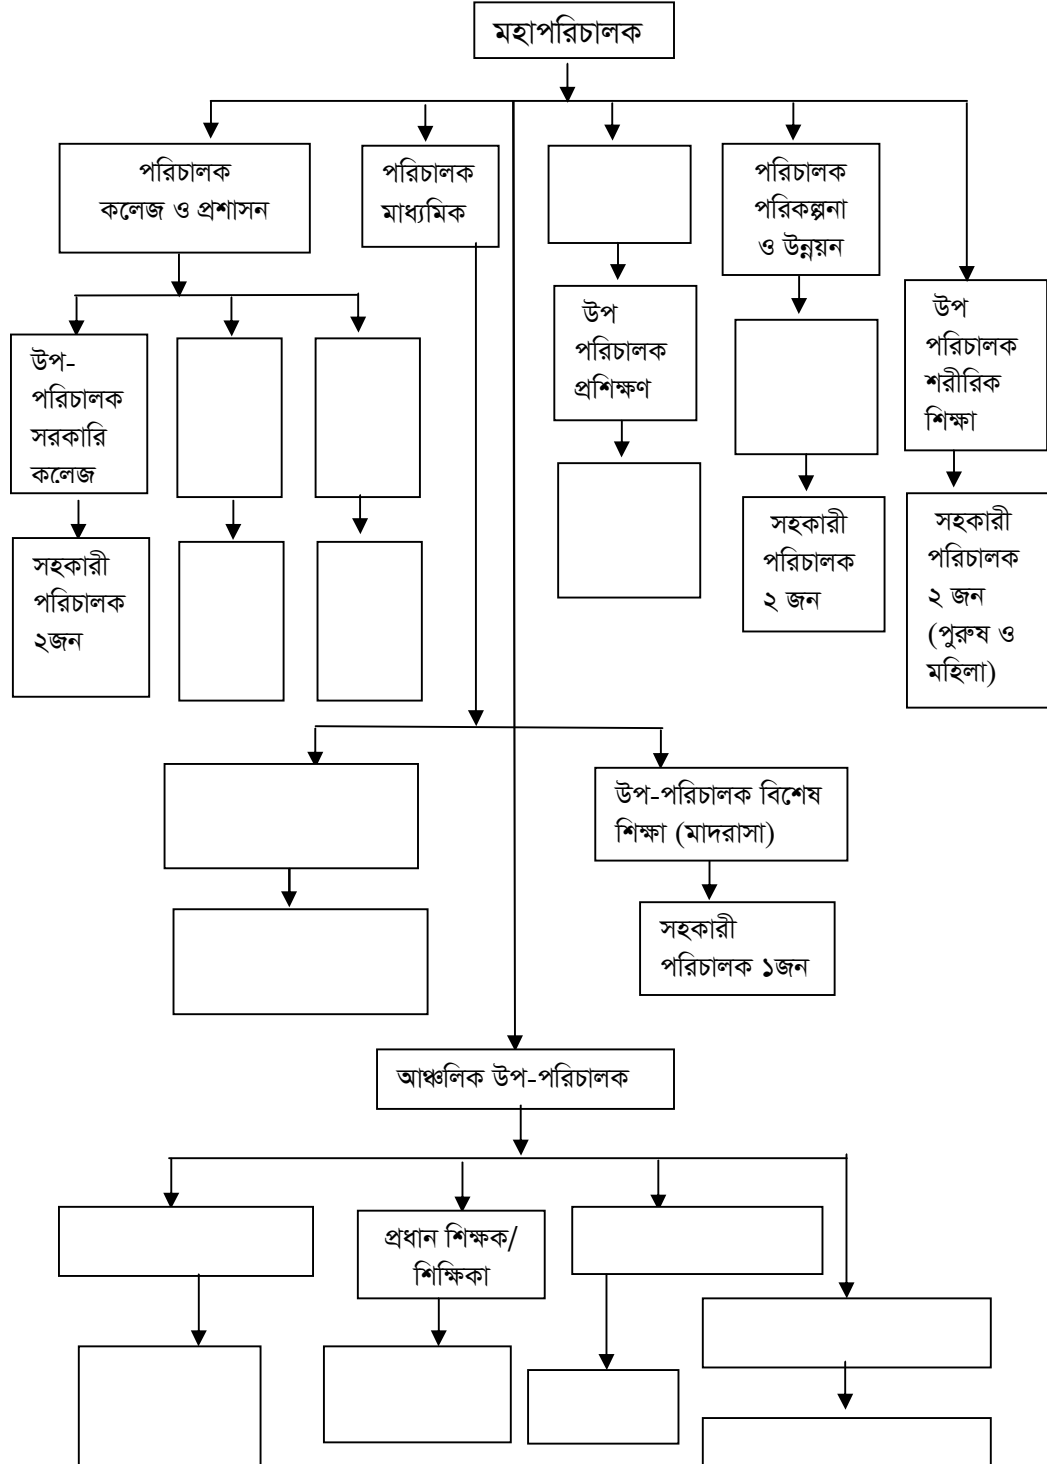 মহাপরিচালক
পরিচালক
কলেজ ও প্রশাসন
পরিচালক
মাধ্যমিক
পরিচালক
পরিকল্পনা
ও উন্নয়ন
উপ-
পরিচালক
সরকারি
কলেজ
উপ
পরিচালক
প্রশিক্ষণ
উপ
পরিচালক
শরীরিক
শিক্ষা
সহকারী
পরিচালক
২জন
সহকারী
পরিচালক
২ জন
সহকারী
পরিচালক
২ জন
(পুরুষ ও
মহিলা)
উপ-পরিচালক বিশেষ
শিক্ষা (মাদরাসা)
সহকারী
পরিচালক ১জন
আঞ্চলিক উপ-পরিচালক
প্রধান শিক্ষক/
শিক্ষিকা